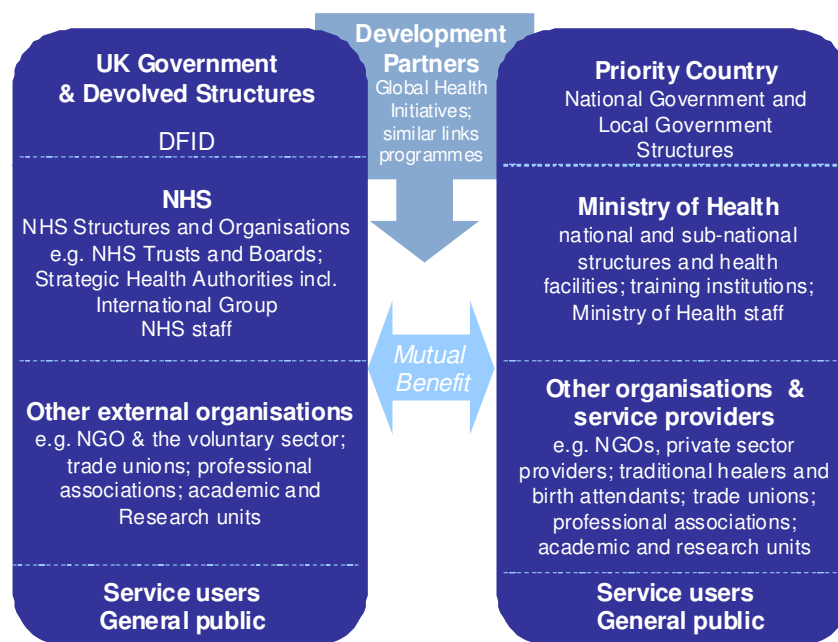 UK Government
& Devolved Structures
DFID
NHS
NHS Structures and Organisations
e.g. NHS Trusts and Boards;
Strategic Health Authorities incl.
International Group
NHS staff
Other external organisations
e.g. NGO & the voluntary sector;
trade unions; professional
associations; academic and
Research units
Service users
General public
Development
Partners
Global Health
Initiatives;
similar links
programmes
Mutual
Benefit
Priority Country
National Government and
Local Government
Structures
Ministry of Health
national and sub-national
structures and health
facilities; training institutions;
Ministry of Health staff
Other organisations &
service providers
e.g. NGOs, private sector
providers; traditional healers and
birth attendants; trade unions;
professional associations;
academic and research units
Service users
General public